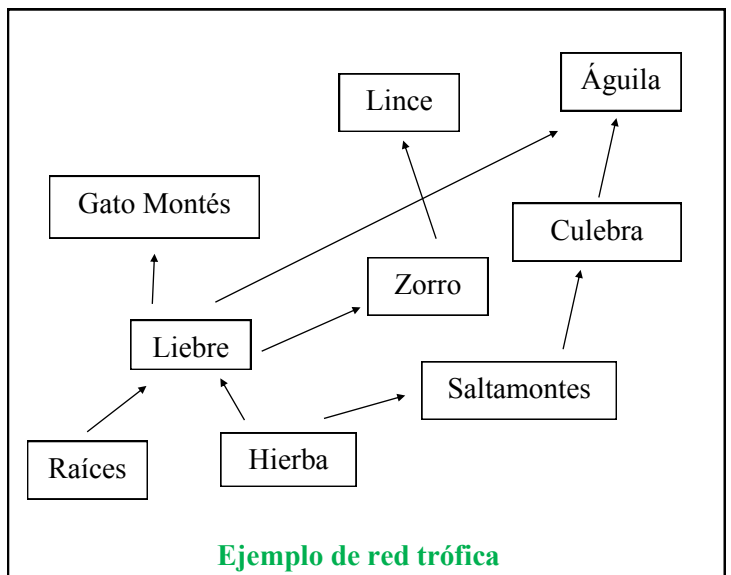 Águila
Lince
Gato Montés
Culebra
Zorro
Liebre
Saltamontes
Raíces
Hierba
Ejemplo de red trófica